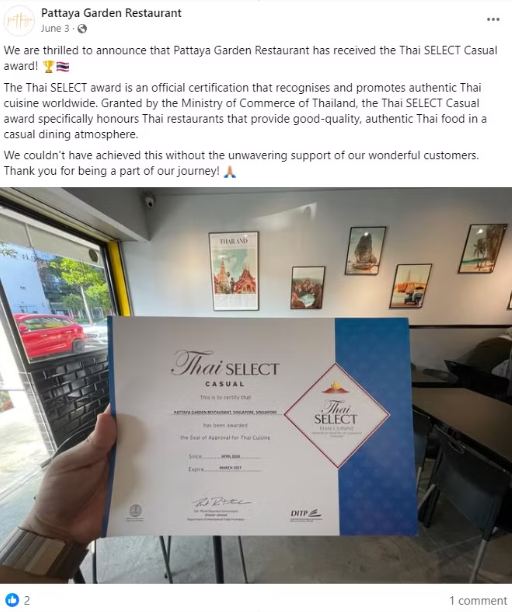 pattaya
Pattaya Garden Restaurant
June 3 ·
We are thrilled to announce that Pattaya Garden Restaurant has received the Thai SELECT Casual
award! 🏆🇹🇭
The Thai SELECT award is an official certification that recognises and promotes authentic Thai
cuisine worldwide. Granted by the Ministry of Commerce of Thailand, the Thai SELECT Casual
award specifically honours Thai restaurants that provide good-quality, authentic Thai food in a
casual dining atmosphere.
We couldn't have achieved this without the unwavering support of our wonderful customers.
Thank you for being a part of our journey! 🙏
THAILAND
Thai SELECT
CASUAL
This is to certify that
PATTAYA GARDEN RESTAURANT, SINGAPORE, SINGAPORE
has been awarded
the Seal of Approval for Thai Cuisine
Since
Expire
Thai
SELECT
DITP
2
1 comment